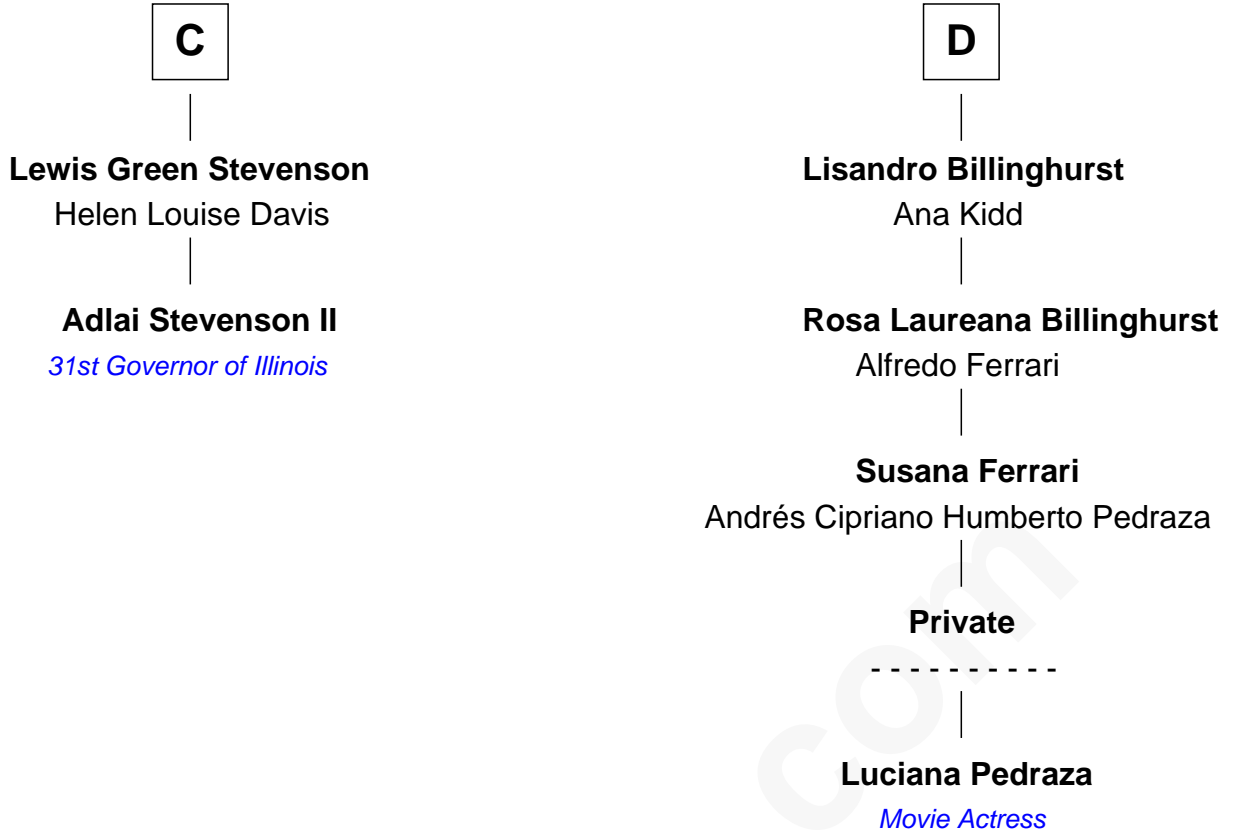 C
Lewis Green Stevenson
Helen Louise Davis
Adlai Stevenson II
31st Governor of Illinois
D
Lisandro Billinghurst
Ana Kidd
Rosa Laureana Billinghurst
Alfredo Ferrari
Susana Ferrari
Andrés Cipriano Humberto Pedraza
Private
- - - - - - - - - -
Luciana Pedraza
Movie Actress
com